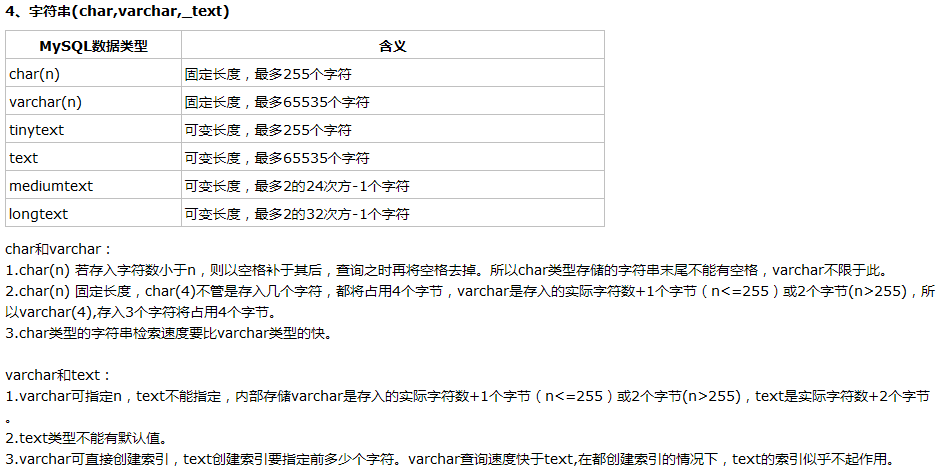 4、字符串(char,varchar,_text)
MySQL数据类型 含义
char(n) 固定长度，最多255个字符
varchar(n) 固定长度，最多65535个字符
tinytext 可变长度，最多255个字符
text 可变长度，最多65535个字符
mediumtext 可变长度，最多2的24次方-1个字符
longtext 可变长度，最多2的32次方-1个字符
char和varchar：
1.char(n) 若存入字符数小于n，则以空格补于其后，查询之时再将空格去掉。所以char类型存储的字符串末尾不能有空格，varchar不限于此。
2.char(n) 固定长度，char(4)不管是存入几个字符，都将占用4个字节，varchar是存入的实际字符数+1个字节（n<=255）或2个字节(n>255)，所
以varchar(4),存入3个字符将占用4个字节。
3.char类型的字符串检索速度要比varchar类型的快。
varchar和text：
1.varchar可指定n，text不能指定，内部存储varchar是存入的实际字符数+1个字节（n<=255）或2个字节(n>255)，text是实际字符数+2个字节
。
2.text类型不能有默认值。
3.varchar可直接创建索引，text创建索引要指定前多少个字符。varchar查询速度快于text,在都创建索引的情况下，text的索引似乎不起作用。